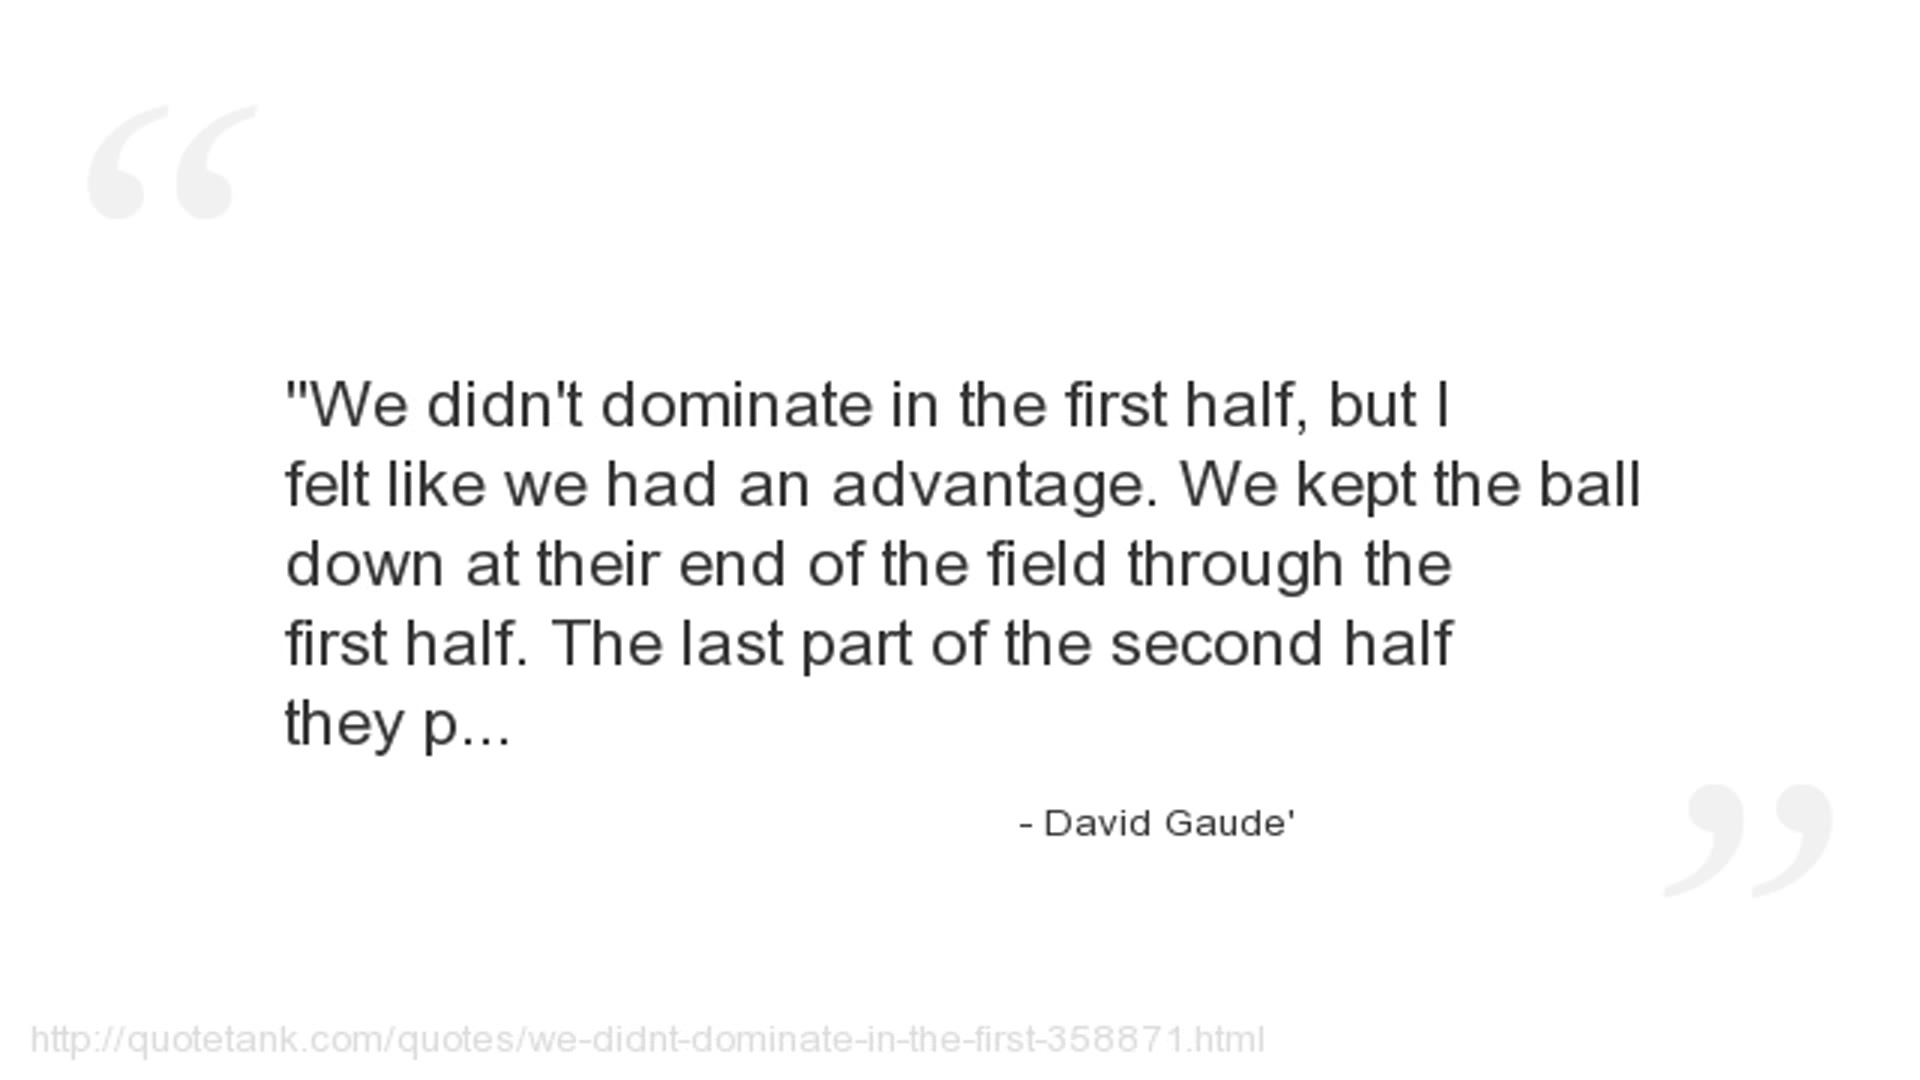 "We didn't dominate in the first half, but I
felt like we had an advantage. We kept the ball
down at their end of the field through the
first half. The last part of the second half
they p...
- David Gaude'
http://quotetank.com/quotes/we-didnt-dominate-in-the-first-358871.html